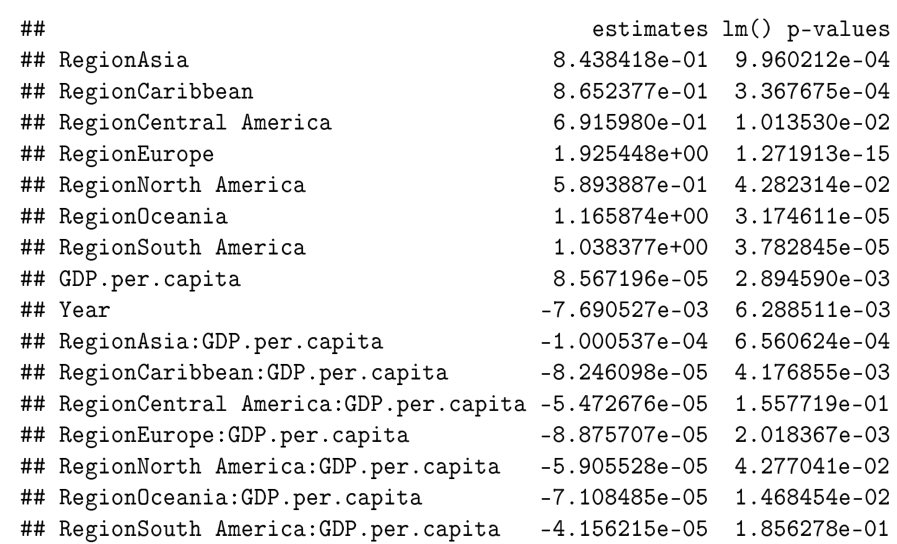 ##                                      estimates lm() p-values
## RegionAsia                        8.438418e-01  9.960212e-04
## RegionCaribbean                   8.652377e-01  3.367675e-04
## RegionCentral America             6.915980e-01  1.013530e-02
## RegionEurope                      1.925448e+00  1.271913e-15
## RegionNorth America               5.893887e-01  4.282314e-02
## RegionOceania                     1.165874e+00  3.174611e-05
## RegionSouth America               1.038377e+00  3.782845e-05
## GDP.per.capita                    8.567196e-05  2.894590e-03
## Year                             -7.690527e-03  6.288511e-03
## RegionAsia:GDP.per.capita        -1.000537e-04  6.560624e-04
## RegionCaribbean:GDP.per.capita   -8.246098e-05  4.176855e-03
## RegionCentral America:GDP.per.capita -5.472676e-05  1.557719e-01
## RegionEurope:GDP.per.capita      -8.875707e-05  2.018367e-03
## RegionNorth America:GDP.per.capita -5.905528e-05  4.277041e-02
## RegionOceania:GDP.per.capita     -7.108485e-05  1.468454e-02
## RegionSouth America:GDP.per.capita -4.156215e-05  1.856278e-01